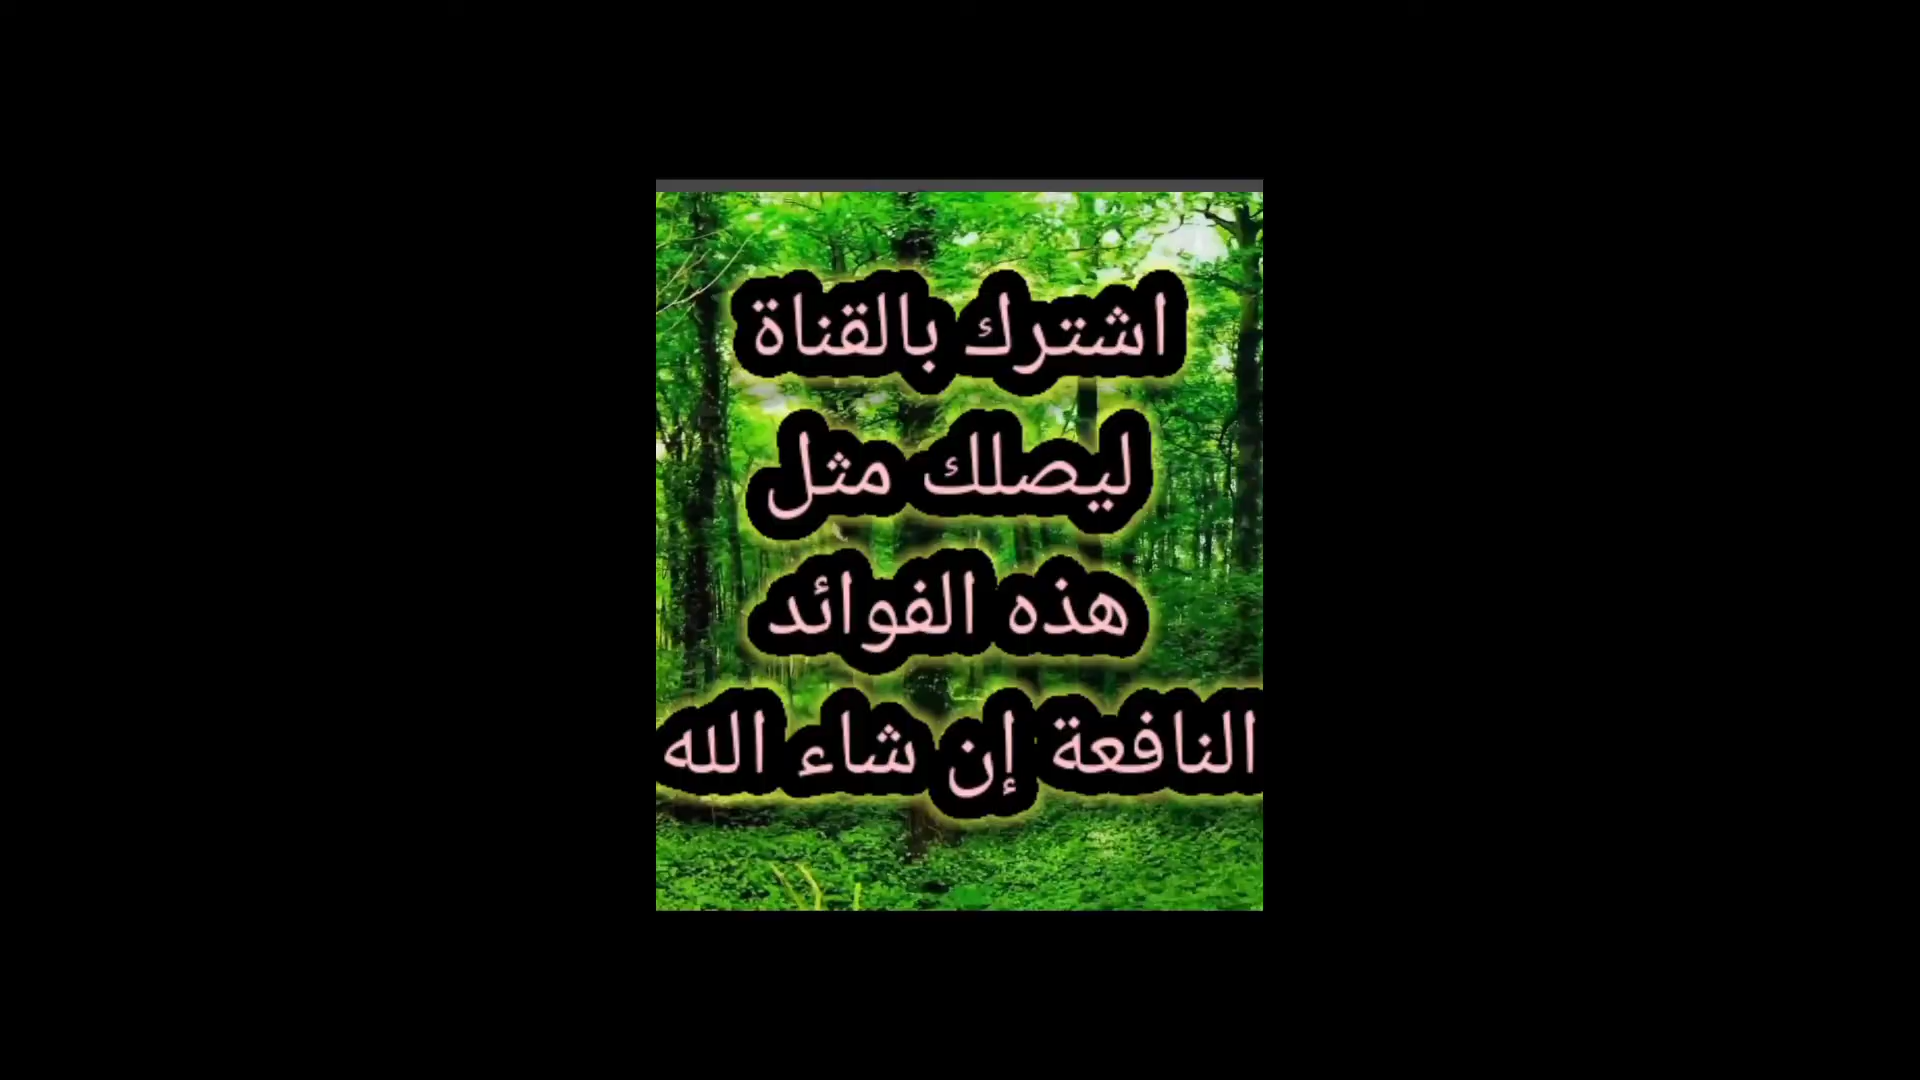 اشترك بالقناة
ليصلك مثل
هذه الفوائد
النافعة إن شاء الله